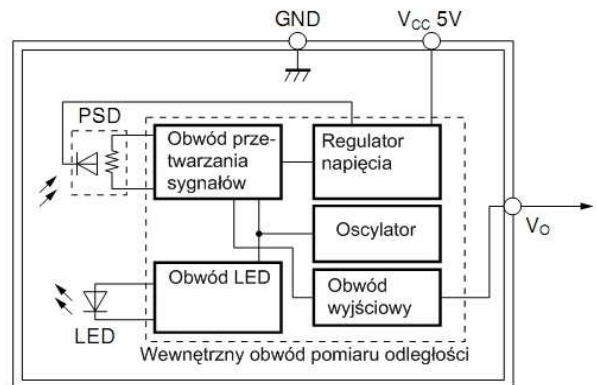 GND
VCC 5V
PSD
Obwód prze-
twarzania
sygnałów
Regulator
napięcia
Oscylator
VO
Obwód LED
Obwód
wyjściowy
LED
Wewnętrzny obwód pomiaru odległości